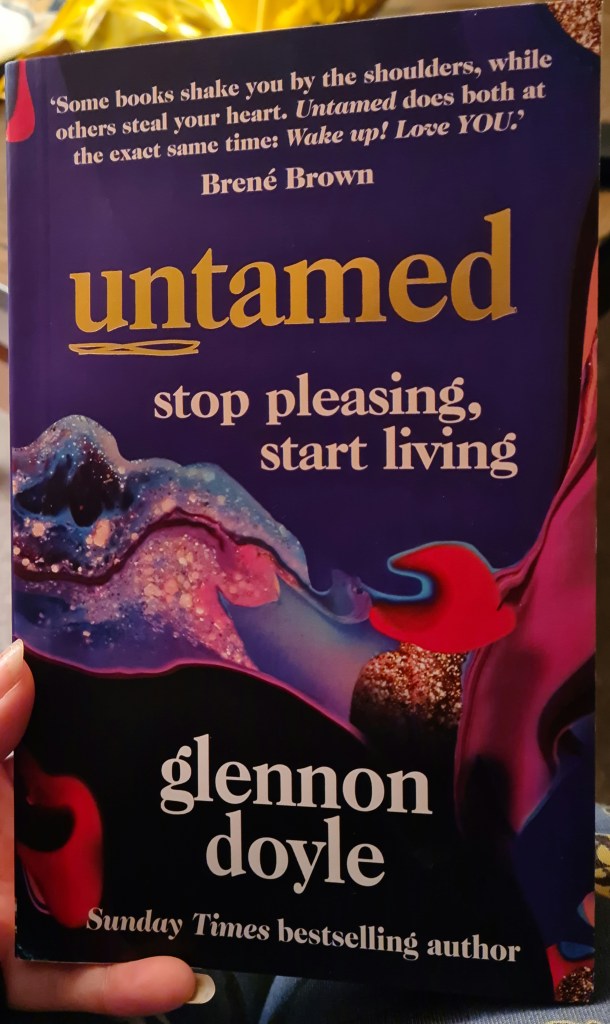 ‘Some books shake you by the shoulders, while
others steal your heart. Untamed does both at
the exact same time: Wake up! Love YOU.’
Brené Brown
untamed
stop pleasing,
start living
glennon
doyle
Sunday Times bestselling author